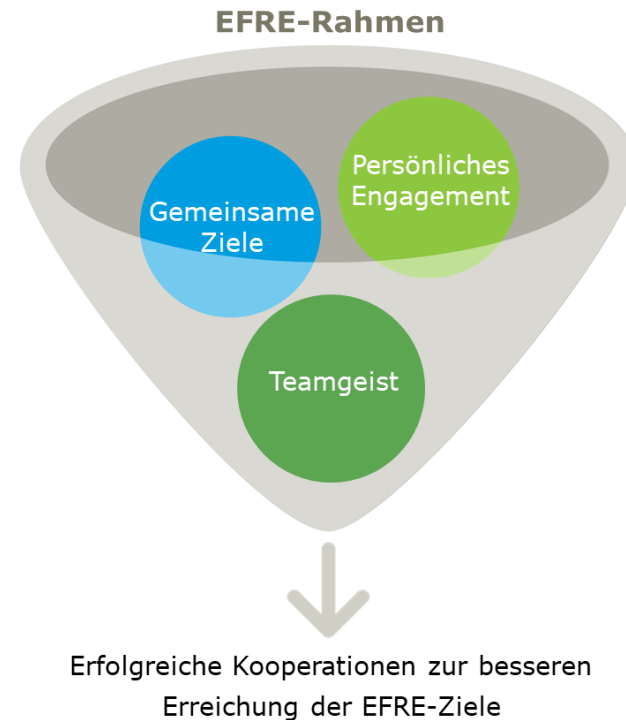 EFRE-Rahmen
Persönliches
Engagement
Gemeinsame
Ziele
Teamgeist
Erfolgreiche Kooperationen zur besseren
Erreichung der EFRE-Ziele